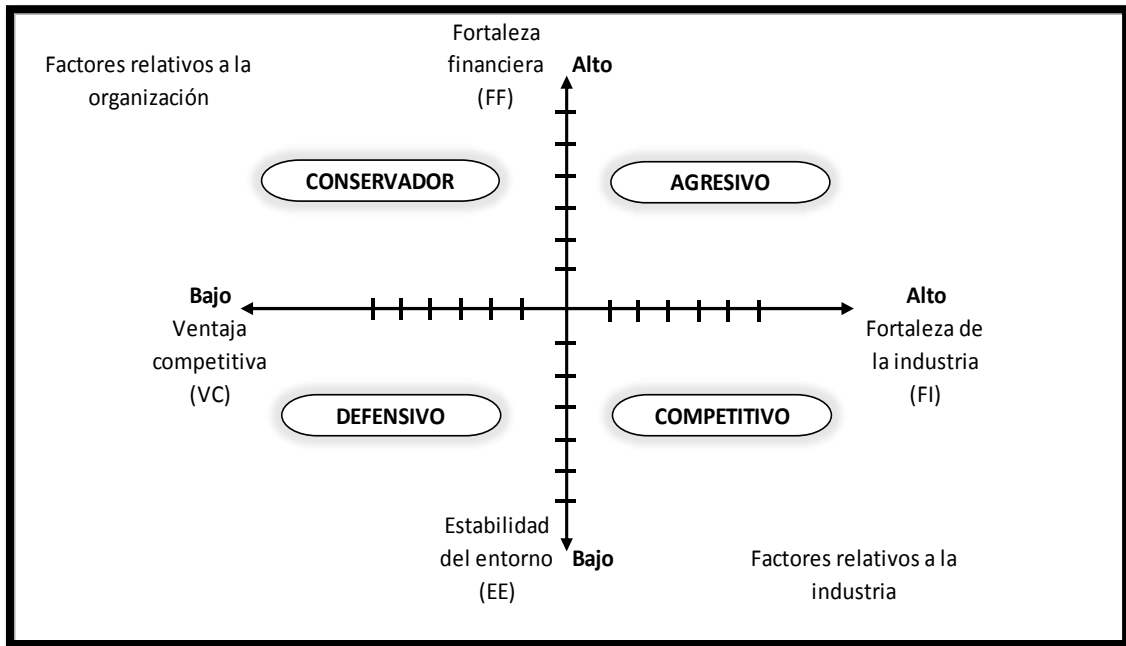 Fortaleza
financiera
(FF)
Alto
Factores relativos a la
organización
CONSERVADOR
AGRESIVO
Bajo
Ventaja
competitiva
(VC)
Alto
Fortaleza de
la industria
(FI)
DEFENSIVO
COMPETITIVO
Estabilidad
del entorno
(EE)
Bajo
Factores relativos a la
industria